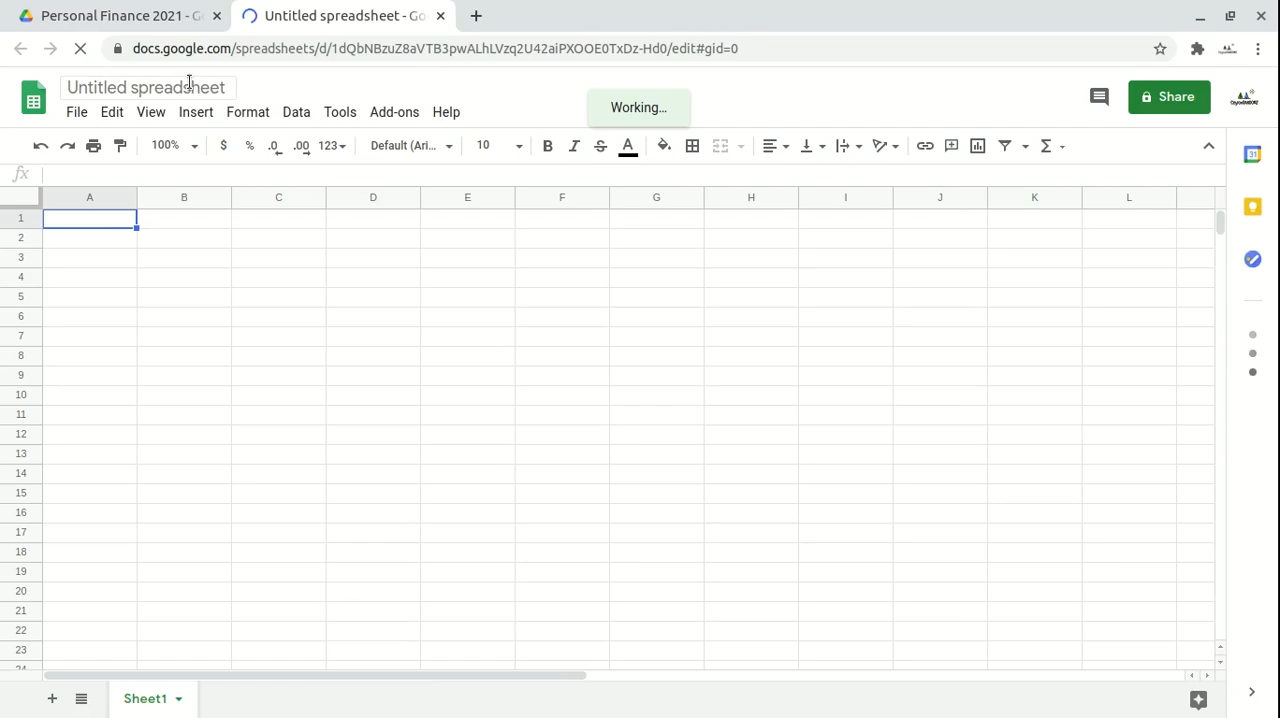 Personal Finance 2021 - Go
Untitled spreadsheet - Go
docs.google.com/spreadsheets/d/1dQbNBzuZ8aVTB3pwALhLVzq2U42aiPXOOE0TxDz-Hd0/edit#gid=0
Untitled spreadsheet
File Edit View Insert Format Data Tools Add-ons Help
Working...
Share
100% $ % .0 .00 123 Default (Ari... 10 B I S A Σ
fx
A B C D E F G H I J K L
1
2
3
4
5
6
7
8
9
10
11
12
13
14
15
16
17
18
19
20
21
22
23
24
Sheet1
31